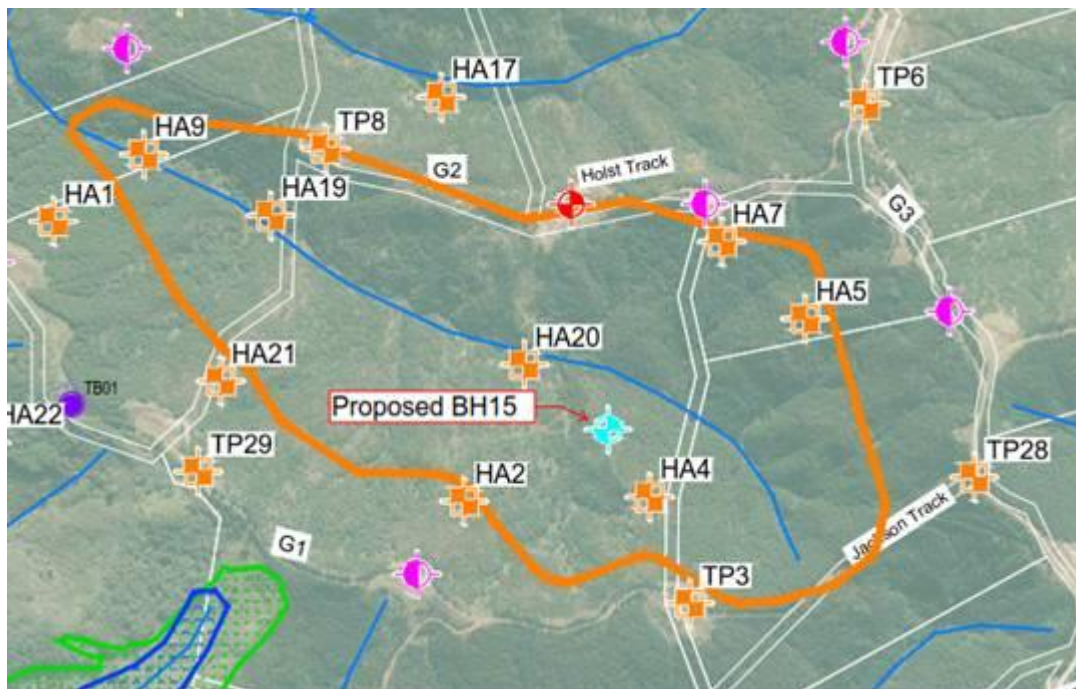 HA17
TP6
TP8
HA9
G2
Holst Track
HA1
HA19
G3
HA7
HA5
HA20
HA21
TB01
HA22
Proposed BH15
TP29
HA2
HA4
TP28
Jackson Track
G1
TP3